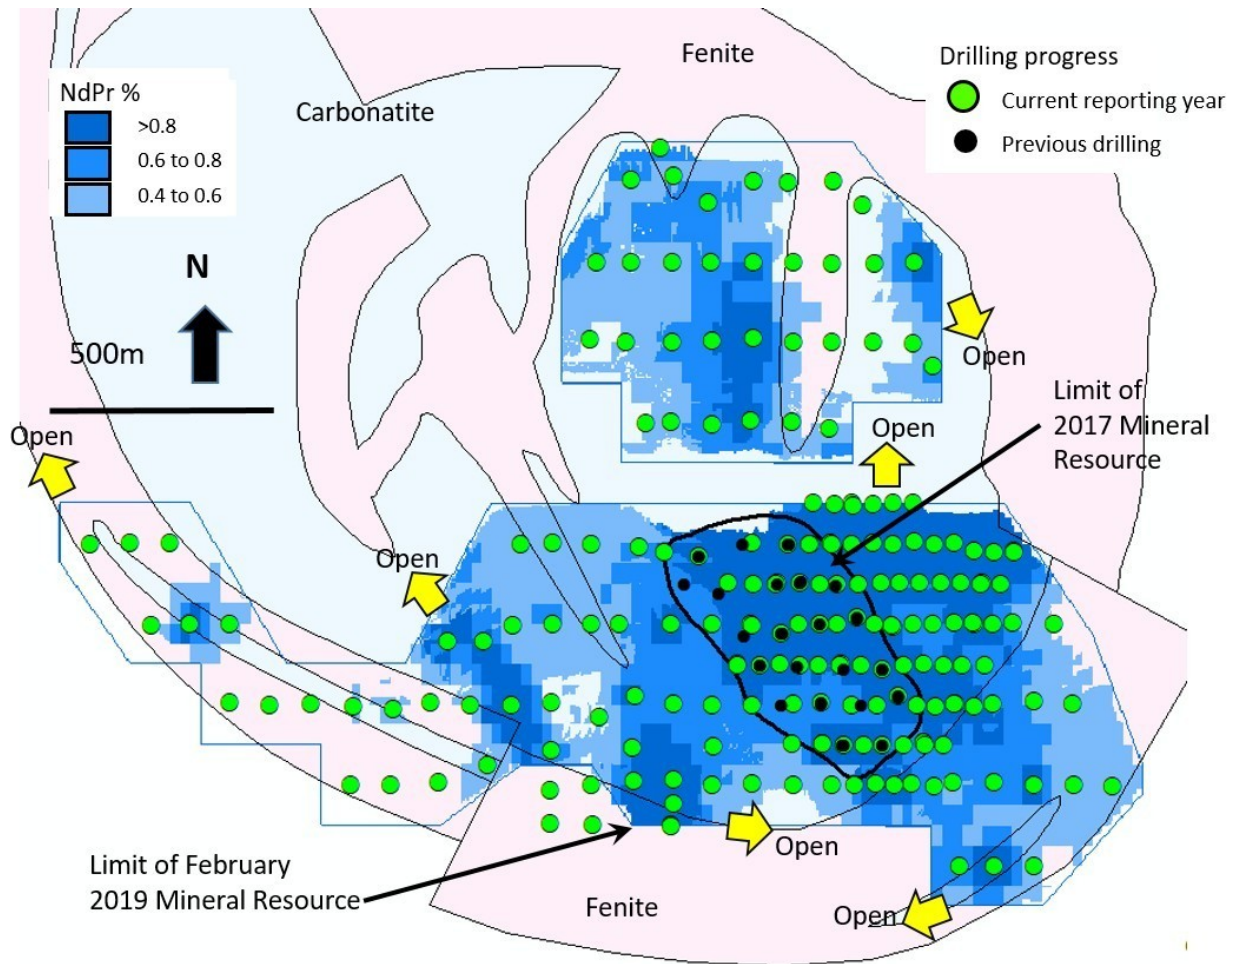 Fenite
Drilling progress
Current reporting year
Previous drilling
NdPr %
>0.8
0.6 to 0.8
0.4 to 0.6
Carbonatite
N
500m
Open
Limit of
2017 Mineral
Resource
Open
Open
Open
Limit of February
2019 Mineral Resource
Open
Fenite
Open